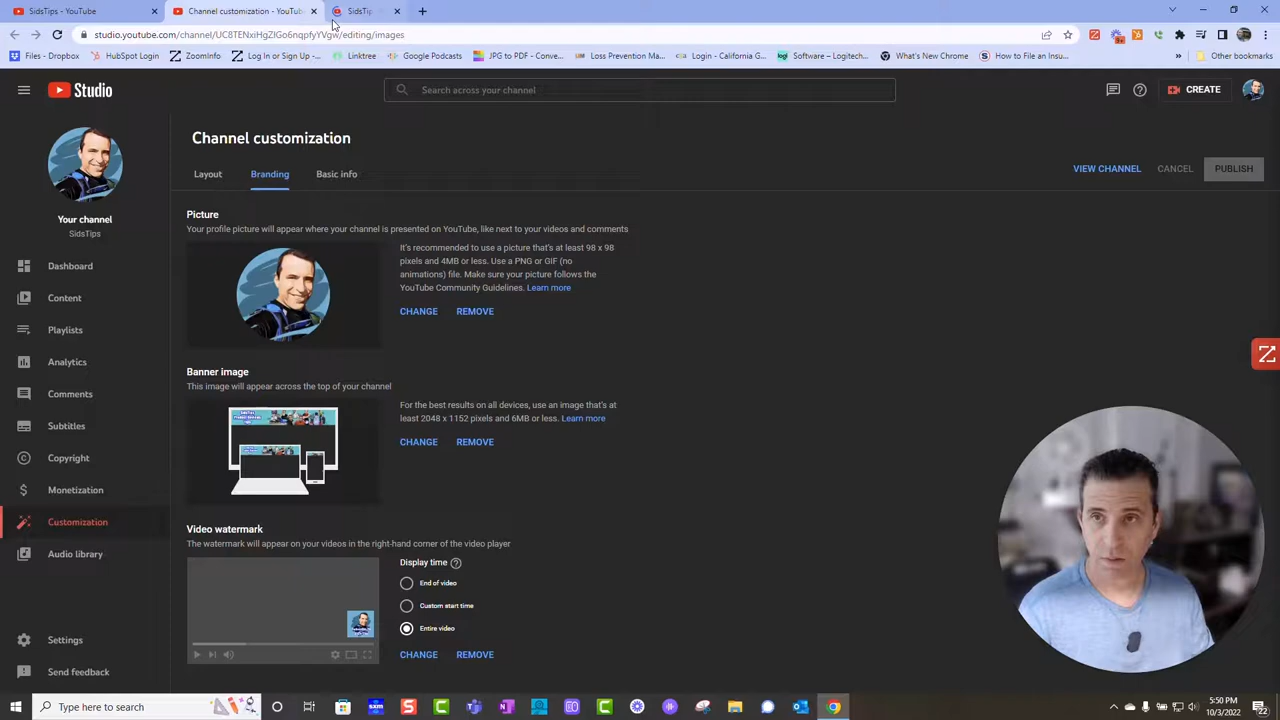 SidsTips - YouTube
Channel customization - YouTub
SidsTip
studio.youtube.com/channel/UC8TENxiHgZIGo6nqpfyYVgw/editing/images
Files - Dropbox
HubSpot Login
ZoomInfo
Log In or Sign Up -...
Linktree
Google Podcasts
JPG to PDF - Conve...
Loss Prevention Ma...
Login - California G...
Software – Logitech...
What's New Chrome
How to File an Insu...
»
Other bookmarks
Studio
Search across your channel
CREATE
Channel customization
Layout
Branding
Basic info
VIEW CHANNEL
CANCEL
PUBLISH
Your channel
SidsTips
Dashboard
Content
Playlists
Analytics
Comments
Subtitles
Copyright
Monetization
Customization
Audio library
Settings
Send feedback
Picture
Your profile picture will appear where your channel is presented on YouTube, like next to your videos and comments
It's recommended to use a picture that's at least 98 x 98
pixels and 4MB or less. Use a PNG or GIF (no
animations) file. Make sure your picture follows the
YouTube Community Guidelines. Learn more
CHANGE
REMOVE
Banner image
This image will appear across the top of your channel
For the best results on all devices, use an image that's at
least 2048 x 1152 pixels and 6MB or less. Learn more
CHANGE
REMOVE
Video watermark
The watermark will appear on your videos in the right-hand corner of the video player
Display time
End of video
Custom start time
Entire video
CHANGE
REMOVE
Type here to search
5:50 PM
10/3/2022